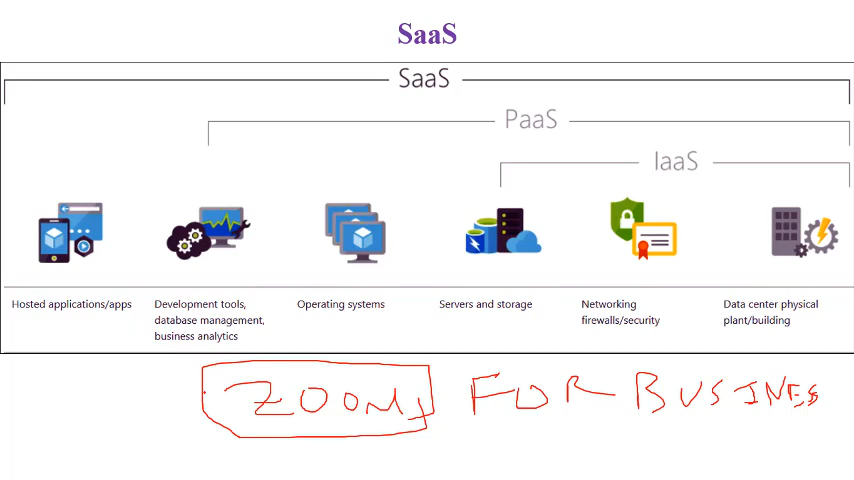 SaaS
SaaS
PaaS
IaaS
Hosted applications/apps
Development tools,
database management,
business analytics
Operating systems
Servers and storage
Networking
firewalls/security
Data center physical
plant/building
ZOOM FOR BUSINESS